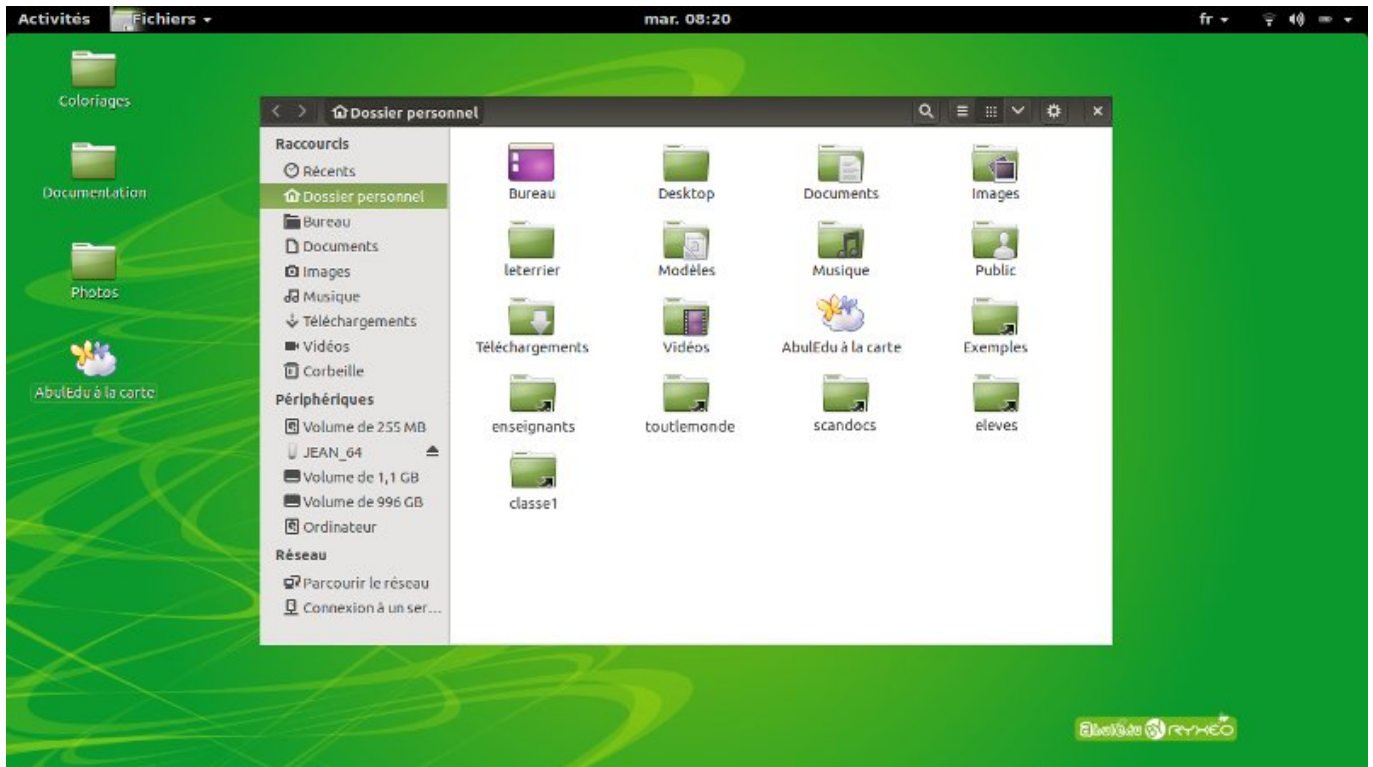 Activités
Fichiers
mar. 08:20
fr
Coloriages
Documentation
Photos
AbulEdu à la carte
Dossier personnel
Raccourcis
Récents
Dossier personnel
Bureau
Documents
Images
Musique
Téléchargements
Vidéos
Corbeille
Périphériques
Volume de 255 MB
JEAN_64
Volume de 1,1 GB
Volume de 996 GB
Ordinateur
Réseau
Parcourir le réseau
Connexion à un ser...
Bureau Desktop Documents Images
leterrier Modèles Musique Public
Téléchargements Vidéos AbulEdu à la carte Exemples
enseignants toutlemonde scandocs eleves
classe1
AbulÉdu RYXEO